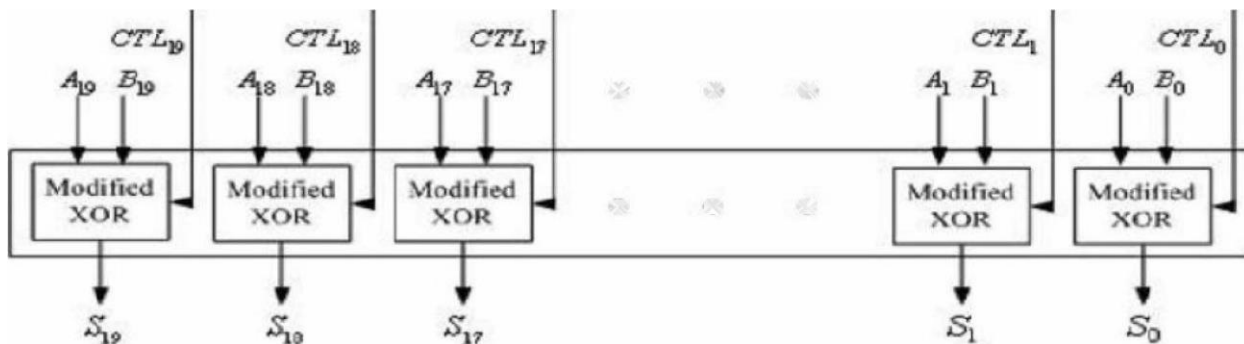 CTL19 CTL18 CTL17 CTL1 CTL0
A19 B19 A18 B18 A17 B17 A1 B1 A0 B0
Modified XOR Modified XOR Modified XOR Modified XOR Modified XOR
S19 S18 S17 S1 S0